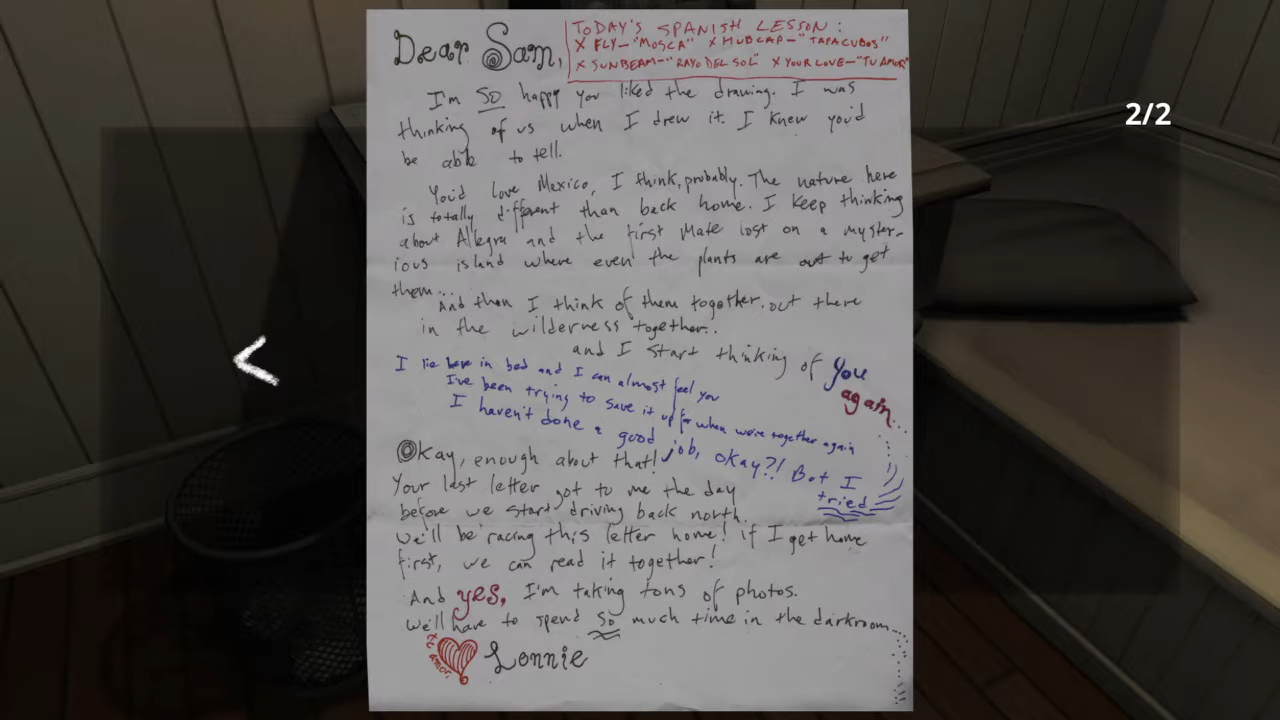 Dear Sam,
TODAY'S SPANISH LESSON:
x FLY-"MOSCA" x HUBCAP-"TAPACUBOS"
x SUNBEAM-"RAYO DEL SOL" x YOUR LOVE-"TU AMOR"
I'm SO happy you liked the drawing. I was
thinking of us when I drew it. I knew you'd
be able to tell.
2/2
You'd love Mexico, I think, probably. The nature here
is totally different than back home. I keep thinking
about Allegra and the first Mate lost on a myster-
ious island where even the plants are out to get
them...
And then I think of them together, out there
in the wilderness together..
and I start thinking of you
again...
I lie here in bed and I can almost feel you
I've been trying to save it up for when we're together again
I haven't done a good job, okay?! But I
tried
Okay, enough about that!
Your last letter got to me the day
before we start driving back north.
We'll be racing this letter home! if I get home
first, we can read it together!
And yes, I'm taking tons of photos.
We'll have to spend so much time in the darkroom...
te amor,
Lonnie